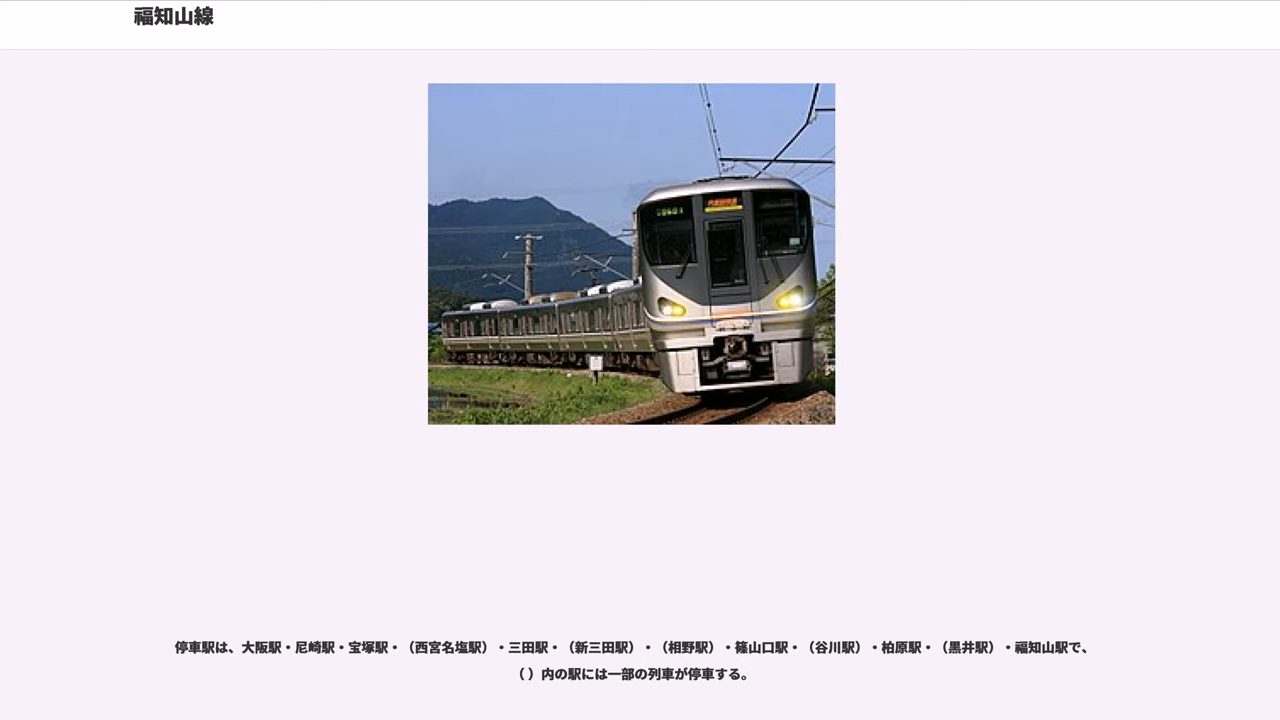 福知山線
停車駅は、大阪駅・尼崎駅・宝塚駅・（西宮名塩駅）・三田駅・（新三田駅）・（相野駅）・篠山口駅・（谷川駅）・柏原駅・（黒井駅）・福知山駅で、
（ ）内の駅には一部の列車が停車する。